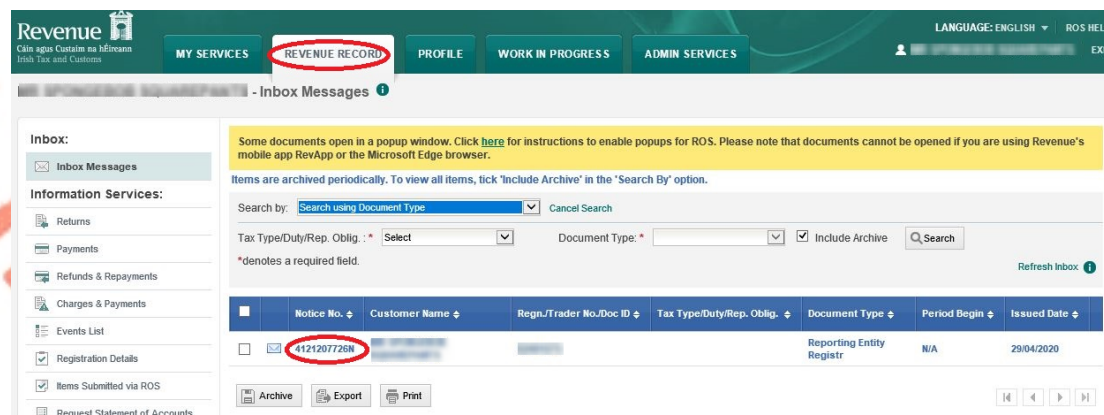 Revenue
Cáin agus Custaim na hÉireann
Irish Tax and Customs
LANGUAGE: ENGLISH ROS HEL
EX
MY SERVICES REVENUE RECORD PROFILE WORK IN PROGRESS ADMIN SERVICES
- Inbox Messages
Inbox:
Inbox Messages
Information Services:
Returns
Payments
Refunds & Repayments
Charges & Payments
Events List
Registration Details
Items Submitted via ROS
Request Statement of Accounts
Some documents open in a popup window. Click here for instructions to enable popups for ROS. Please note that documents cannot be opened if you are using Revenue's
mobile app RevApp or the Microsoft Edge browser.
Items are archived periodically. To view all items, tick 'Include Archive' in the 'Search By' option.
Search by: Search using Document Type Cancel Search
Tax Type/Duty/Rep. Oblig. : * Select Document Type: * Include Archive Search
*denotes a required field.
Refresh Inbox
Notice No. Customer Name Regn./Trader No./Doc ID Tax Type/Duty/Rep. Oblig. Document Type Period Begin Issued Date
4121207726N Reporting Entity Registr N/A 29/04/2020
Archive Export Print